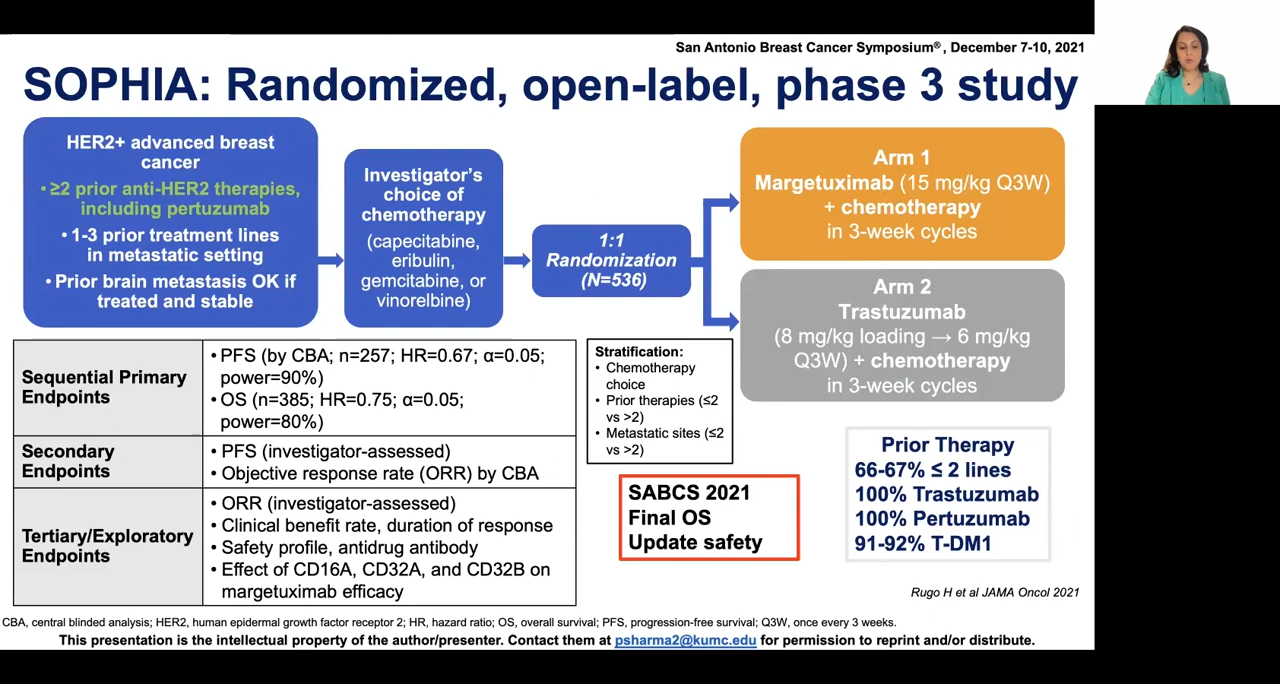 San Antonio Breast Cancer Symposium®, December 7-10, 2021
SOPHIA: Randomized, open-label, phase 3 study
HER2+ advanced breast
cancer
• ≥2 prior anti-HER2 therapies,
including pertuzumab
• 1-3 prior treatment lines
in metastatic setting
• Prior brain metastasis OK if
treated and stable
Investigator's
choice of
chemotherapy
(capecitabine,
eribulin,
gemcitabine, or
vinorelbine)
1:1
Randomization
(N=536)
Arm 1
Margetuximab (15 mg/kg Q3W)
+ chemotherapy
in 3-week cycles
Arm 2
Trastuzumab
(8 mg/kg loading → 6 mg/kg
Q3W) + chemotherapy
in 3-week cycles
Sequential Primary
Endpoints
• PFS (by CBA; n=257; HR=0.67; α=0.05;
power=90%)
• OS (n=385; HR=0.75; α=0.05;
power=80%)
Secondary
Endpoints
• PFS (investigator-assessed)
• Objective response rate (ORR) by CBA
Tertiary/Exploratory
Endpoints
• ORR (investigator-assessed)
• Clinical benefit rate, duration of response
• Safety profile, antidrug antibody
• Effect of CD16A, CD32A, and CD32B on
margetuximab efficacy
Stratification:
• Chemotherapy
choice
• Prior therapies (≤2
vs >2)
• Metastatic sites (≤2
vs >2)
SABCS 2021
Final OS
Update safety
Prior Therapy
66-67% ≤ 2 lines
100% Trastuzumab
100% Pertuzumab
91-92% T-DM1
Rugo H et al JAMA Oncol 2021
CBA, central blinded analysis; HER2, human epidermal growth factor receptor 2; HR, hazard ratio; OS, overall survival; PFS, progression-free survival; Q3W, once every 3 weeks.
This presentation is the intellectual property of the author/presenter. Contact them at psharma2@kumc.edu for permission to reprint and/or distribute.